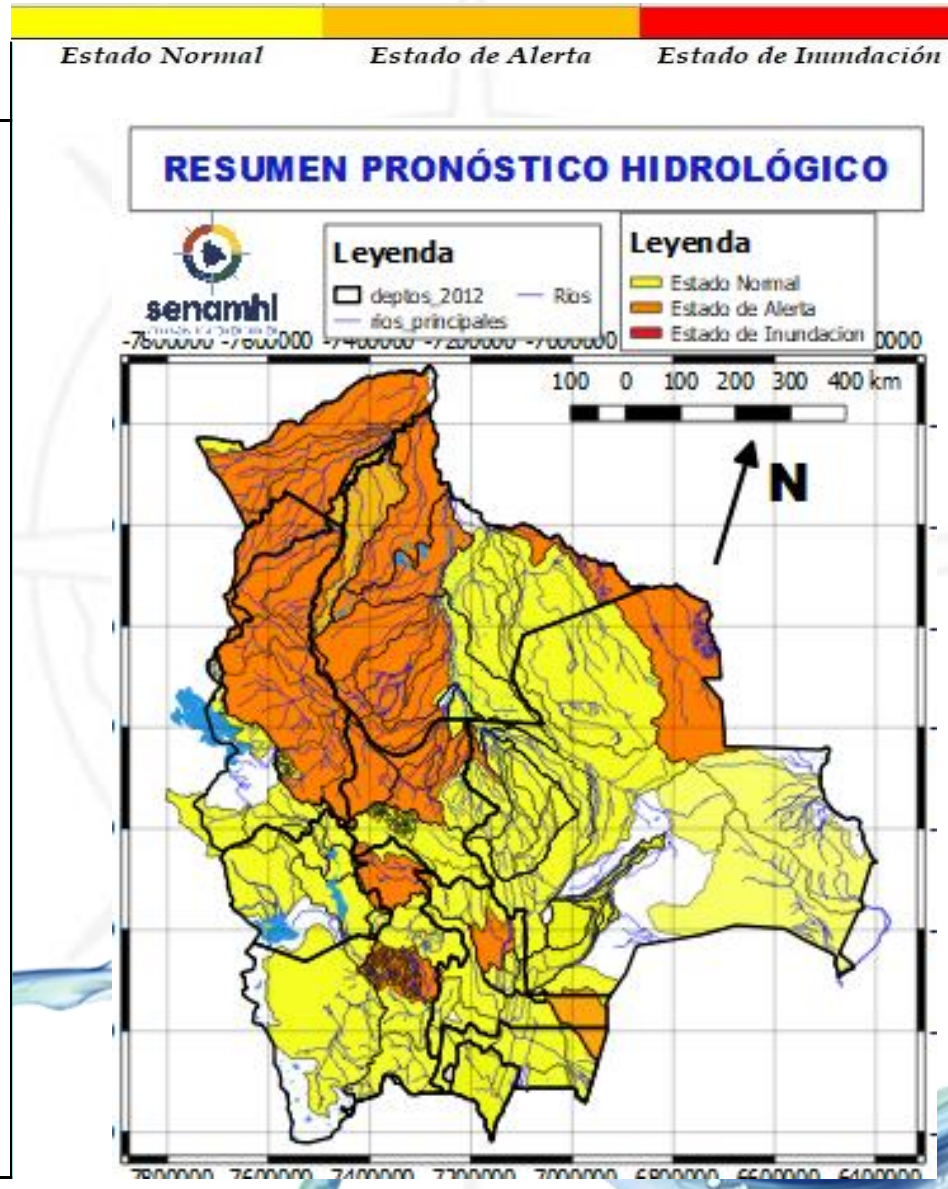 Estado Normal Estado de Alerta Estado de Inundación
RESUMEN PRONÓSTICO HIDROLÓGICO
senamhi
Leyenda
deptos_2012 Rios
rios_principales
Leyenda
Estado Normal
Estado de Alerta
Estado de Inundacion
-7800000 -7600000 -7400000 -7200000 -7000000 0000
100 0 100 200 300 400 km
N
-7800000 -7600000 -7400000 -7200000 -7000000 -6800000 -6600000 -6400000